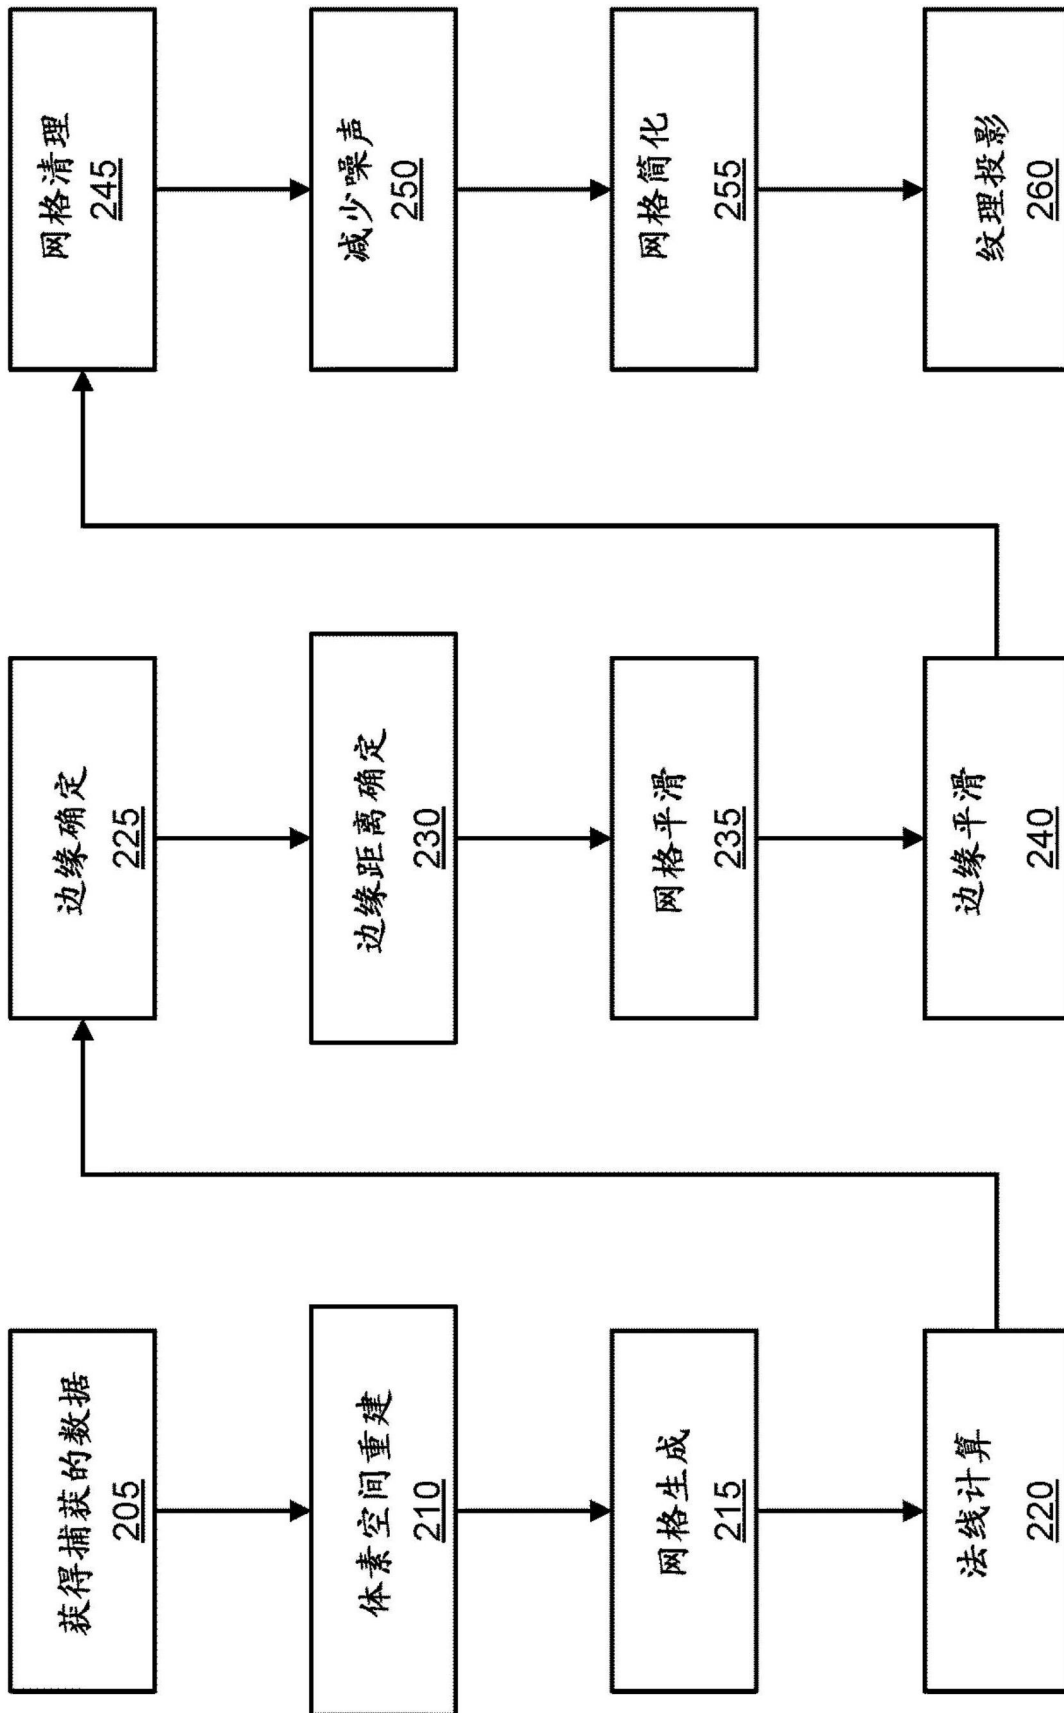 获得捕获的数据
205
体素空间重建
210
网格生成
215
法线计算
220
边缘确定
225
边缘距离确定
230
网格平滑
235
边缘平滑
240
网格清理
245
减少噪声
250
网格简化
255
纹理投影
260